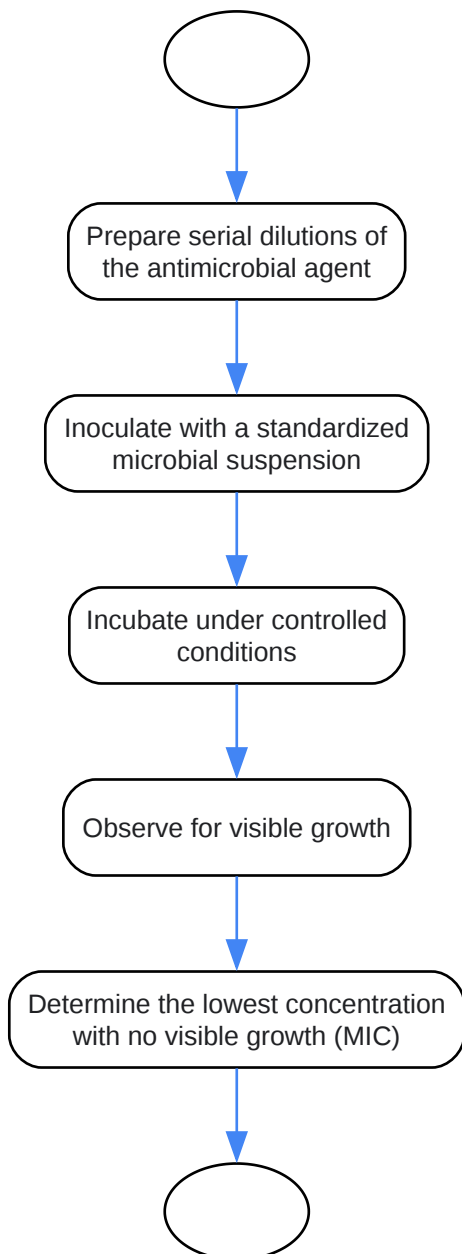 Prepare serial dilutions of
the antimicrobial agent
Inoculate with a standardized
microbial suspension
Incubate under controlled
conditions
Observe for visible growth
Determine the lowest concentration
with no visible growth (MIC)